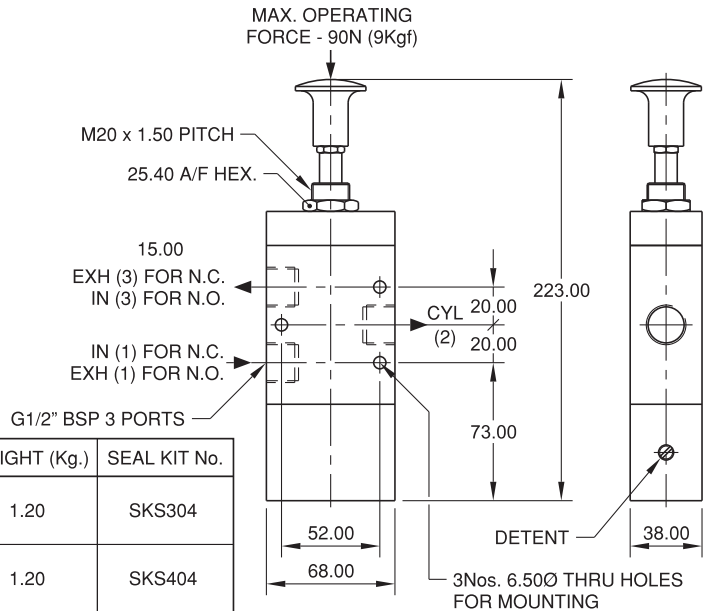 MAX. OPERATING
FORCE - 90N (9Kgf)
M20 x 1.50 PITCH
25.40 A/F HEX.
15.00
EXH (3) FOR N.C.
IN (3) FOR N.O.
CYL
(2)
20.00
20.00
223.00
IN (1) FOR N.C.
EXH (1) FOR N.O.
G1/2" BSP 3 PORTS
73.00
IGHT (Kg.) SEAL KIT No.
1.20 SKS304
1.20 SKS404
52.00
68.00
DETENT
38.00
3Nos. 6.50Ø THRU HOLES
FOR MOUNTING